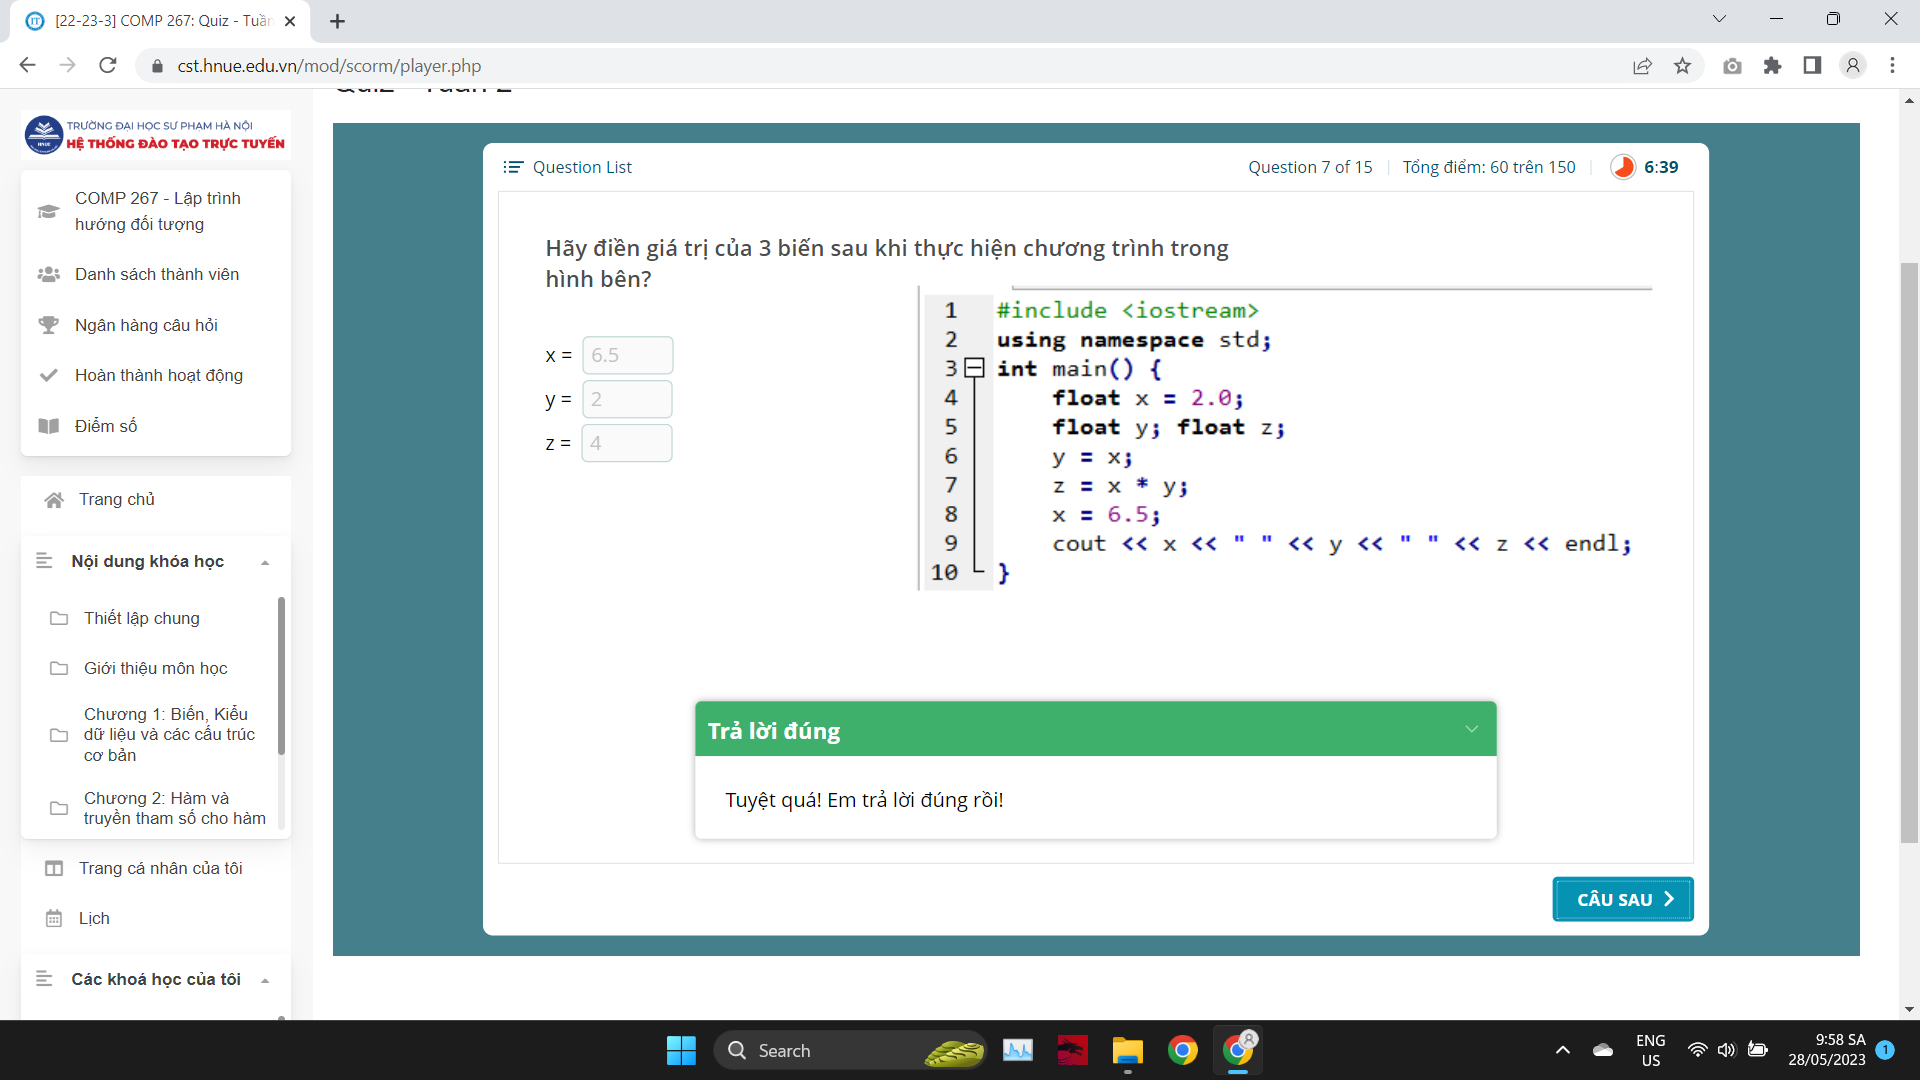 [22-23-3] COMP 267: Quiz - Tuần
cst.hnue.edu.vn/mod/scorm/player.php
Quiz - Tuần 2
TRƯỜNG ĐẠI HỌC SƯ PHẠM HÀ NỘI
HỆ THỐNG ĐÀO TẠO TRỰC TUYẾN
COMP 267 - Lập trình
hướng đối tượng
Danh sách thành viên
Ngân hàng câu hỏi
Hoàn thành hoạt động
Điểm số
Trang chủ
Nội dung khóa học
Thiết lập chung
Giới thiệu môn học
Chương 1: Biến, Kiểu
dữ liệu và các cấu trúc
cơ bản
Chương 2: Hàm và
truyền tham số cho hàm
Trang cá nhân của tôi
Lịch
Các khoá học của tôi
Question List
Question 7 of 15
Tổng điểm: 60 trên 150
6:39
Hãy điền giá trị của 3 biến sau khi thực hiện chương trình trong
hình bên?
x = 6.5
y = 2
z = 4
1 #include <iostream>
2 using namespace std;
3 int main() {
4 float x = 2.0;
5 float y; float z;
6 y = x;
7 z = x * y;
8 x = 6.5;
9 cout << x << " " << y << " " << z << endl;
10 }
Trả lời đúng
Tuyệt quá! Em trả lời đúng rồi!
CÂU SAU
Search
ENG
US
9:58 SA
28/05/2023
1